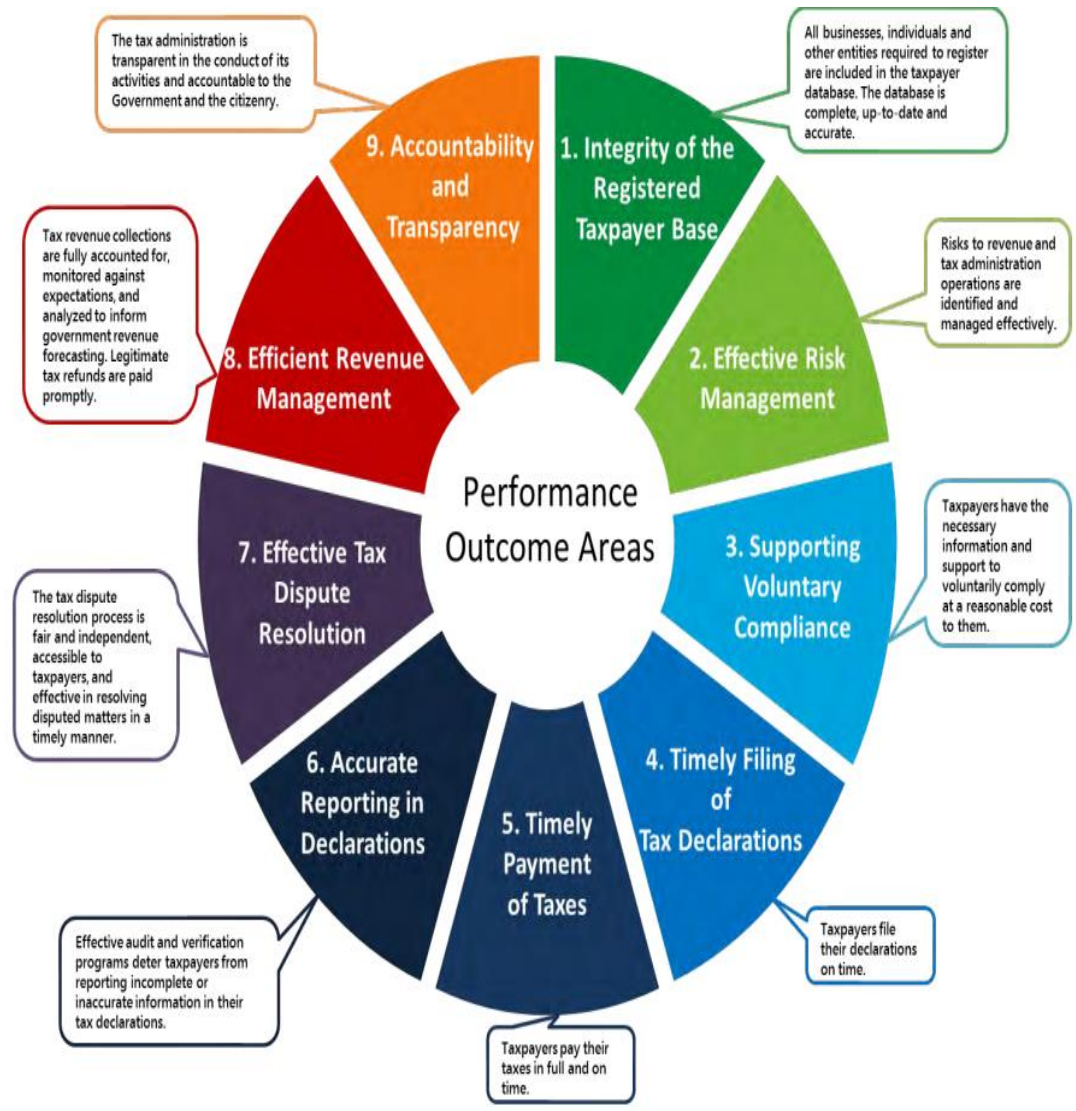 Performance
Outcome Areas
1. Integrity of the
Registered
Taxpayer Base
All businesses, individuals and
other entities required to register
are included in the taxpayer
database. The database is
complete, up-to-date and
accurate.
2. Effective Risk
Management
Risks to revenue and
tax administration
operations are
identified and
managed effectively.
3. Supporting
Voluntary
Compliance
Taxpayers have the
necessary
information and
support to
voluntarily comply
at a reasonable cost
to them.
4. Timely Filing
of
Tax Declarations
Taxpayers file
their declarations
on time.
5. Timely
Payment
of Taxes
Taxpayers pay their
taxes in full and on
time.
6. Accurate
Reporting in
Declarations
Effective audit and verification
programs deter taxpayers from
reporting incomplete or
inaccurate information in their
tax declarations.
7. Effective Tax
Dispute
Resolution
The tax dispute
resolution process is
fair and independent,
accessible to
taxpayers, and
effective in resolving
disputed matters in a
timely manner.
8. Efficient Revenue
Management
Tax revenue collections
are fully accounted for,
monitored against
expectations, and
analyzed to inform
government revenue
forecasting. Legitimate
tax refunds are paid
promptly.
9. Accountability
and
Transparency
The tax administration is
transparent in the conduct of its
activities and accountable to the
Government and the citizenry.